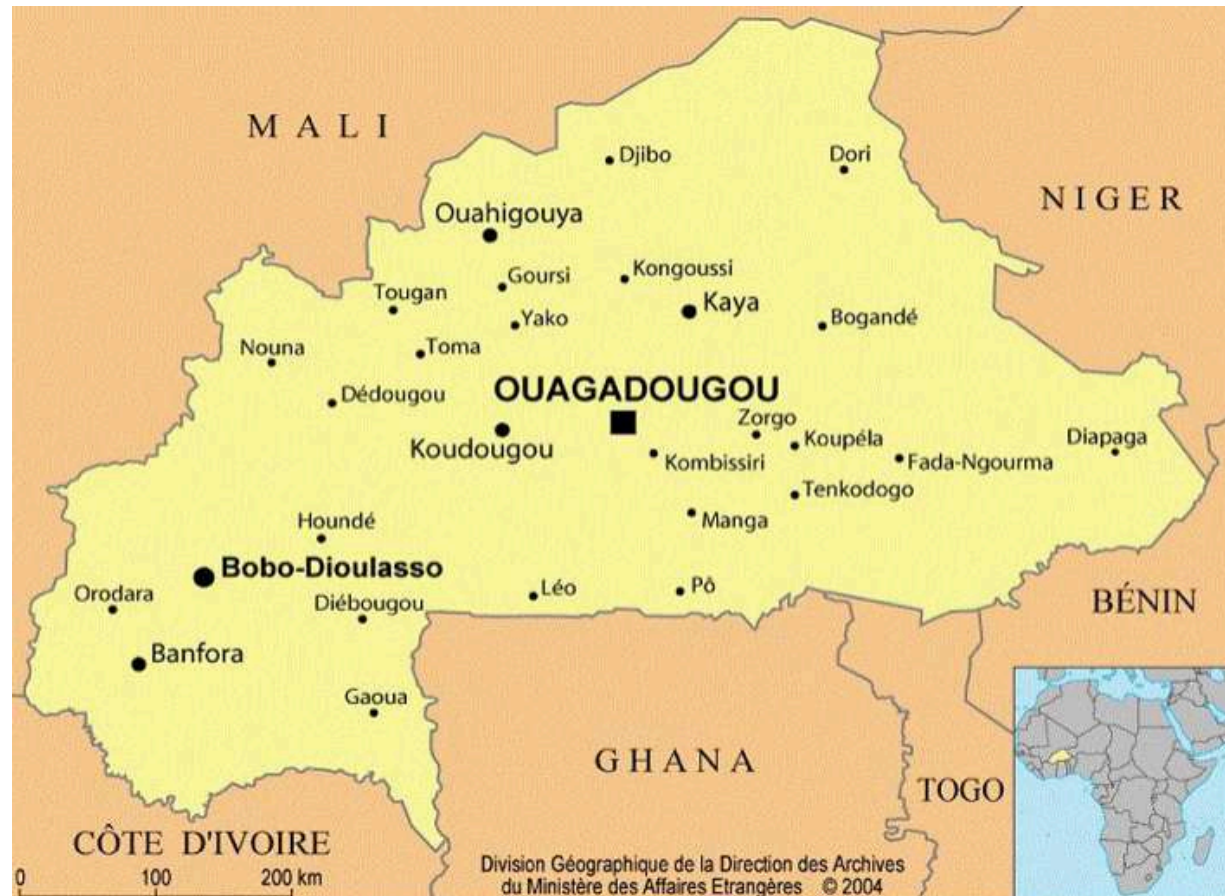 MALI
Djibo
Dori
NIGER
Ouahigouya
Goursi
Kongoussi
Tougan
Kaya
Yako
Bogandé
Nouna
Toma
Dédougou
OUAGADOUGOU
Zorgo
Koudougou
Koupéla
Diapaga
Kombissiri
Fada-Ngourma
Tenkodogo
Manga
Houndé
Bobo-Dioulasso
Orodara
Diébougou
Léo
Pô
BÉNIN
Banfora
Gaoua
GHANA
TOGO
CÔTE D'IVOIRE
0 100 200 km
Division Géographique de la Direction des Archives
du Ministère des Affaires Etrangères © 2004